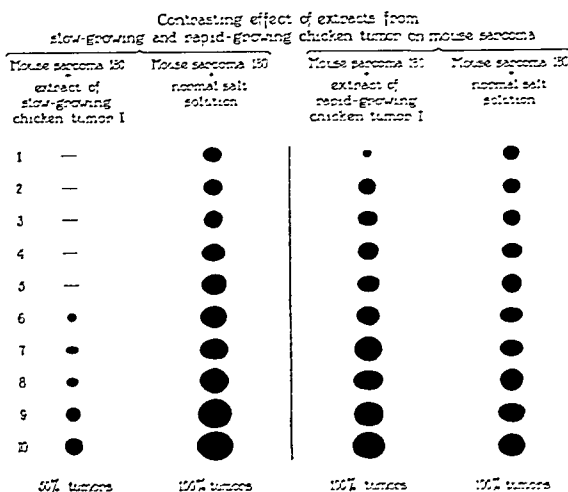 Contrasting effect of extracts from
slow-growing and rapid-growing chicken tumor on mouse sarcoma
Mouse sarcoma 180 Mouse sarcoma 180 Mouse sarcoma 180 Mouse sarcoma 180
+ + + +
extract of normal salt extract of normal salt
slow-growing solution rapid-growing solution
chicken tumor I chicken tumor I
1
2
3
4
5
6
7
8
9
10
50% tumors 100% tumors 100% tumors 100% tumors